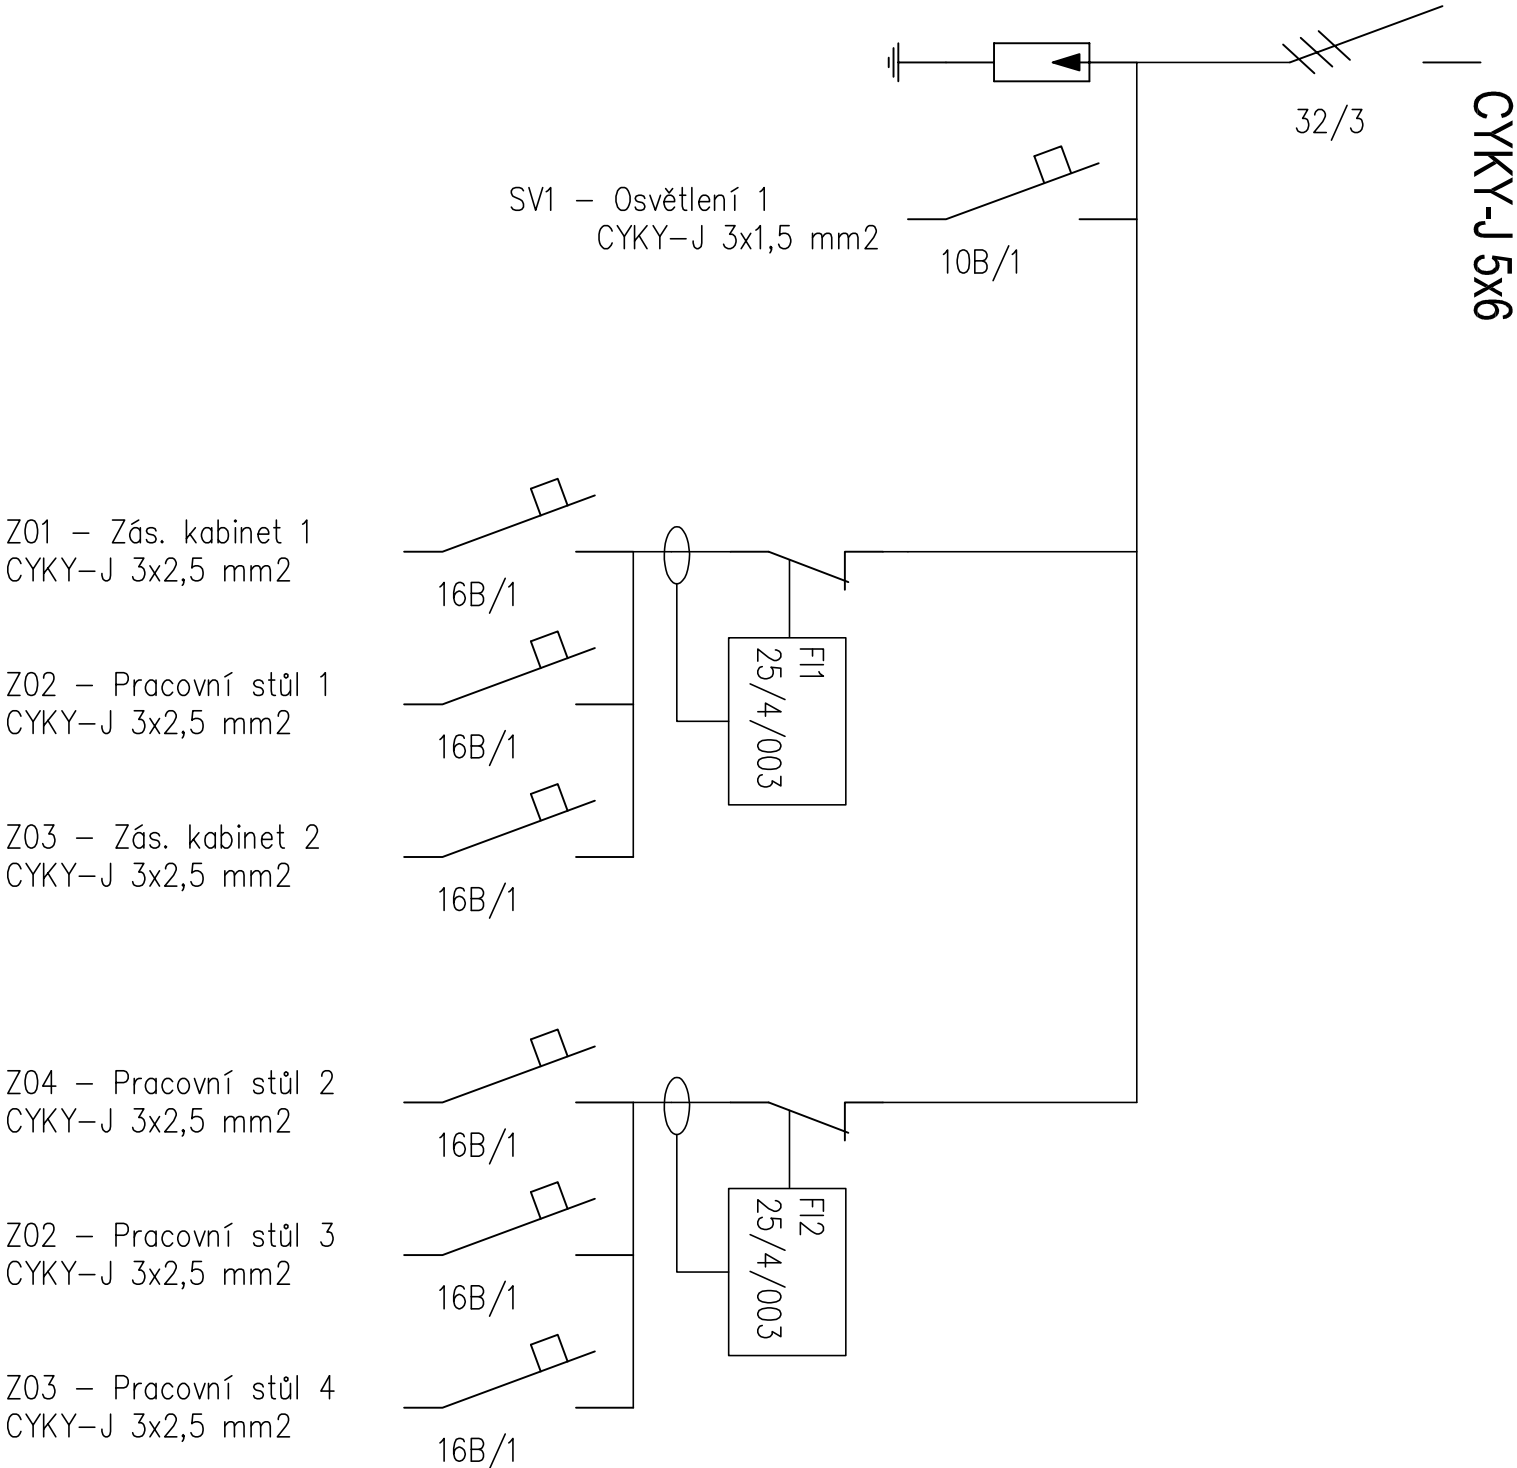 32/3
CYKY-J 5x6
SV1 - Osvětlení 1
CYKY-J 3x1,5 mm2
10B/1
Z01 - Zás. kabinet 1
CYKY-J 3x2,5 mm2
16B/1
FI1
25/4/003
Z02 - Pracovní stůl 1
CYKY-J 3x2,5 mm2
16B/1
Z03 - Zás. kabinet 2
CYKY-J 3x2,5 mm2
16B/1
Z04 - Pracovní stůl 2
CYKY-J 3x2,5 mm2
16B/1
FI2
25/4/003
Z02 - Pracovní stůl 3
CYKY-J 3x2,5 mm2
16B/1
Z03 - Pracovní stůl 4
CYKY-J 3x2,5 mm2
16B/1